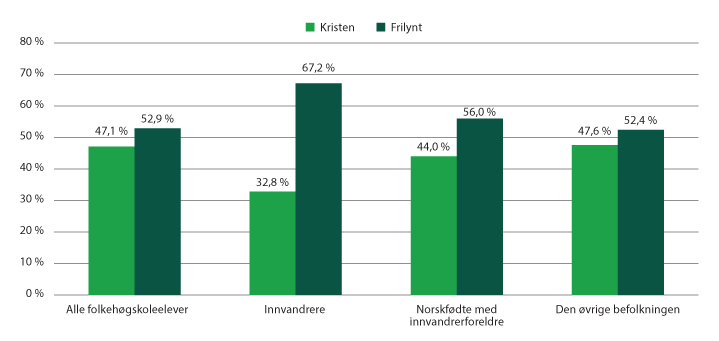 Kristen Frilynt
80 %
70 %
60 %
50 %
40 %
30 %
20 %
10 %
0 %
47,1 % 52,9 %
32,8 % 67,2 %
44,0 % 56,0 %
47,6 % 52,4 %
Alle folkehøgskoleelever
Innvandrere
Norskfødte med
innvandrerforeldre
Den øvrige befolkningen